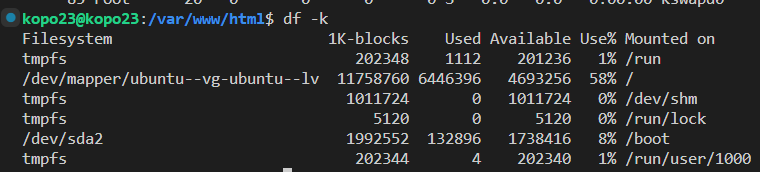 kopo23@kopo23:/var/www/html$ df -k
Filesystem 1K-blocks Used Available Use% Mounted on
tmpfs 202348 1112 201236 1% /run
/dev/mapper/ubuntu--vg-ubuntu--lv 11758760 6446396 4693256 58% /
tmpfs 1011724 0 1011724 0% /dev/shm
tmpfs 5120 0 5120 0% /run/lock
/dev/sda2 1992552 132896 1738416 8% /boot
tmpfs 202344 4 202340 1% /run/user/1000